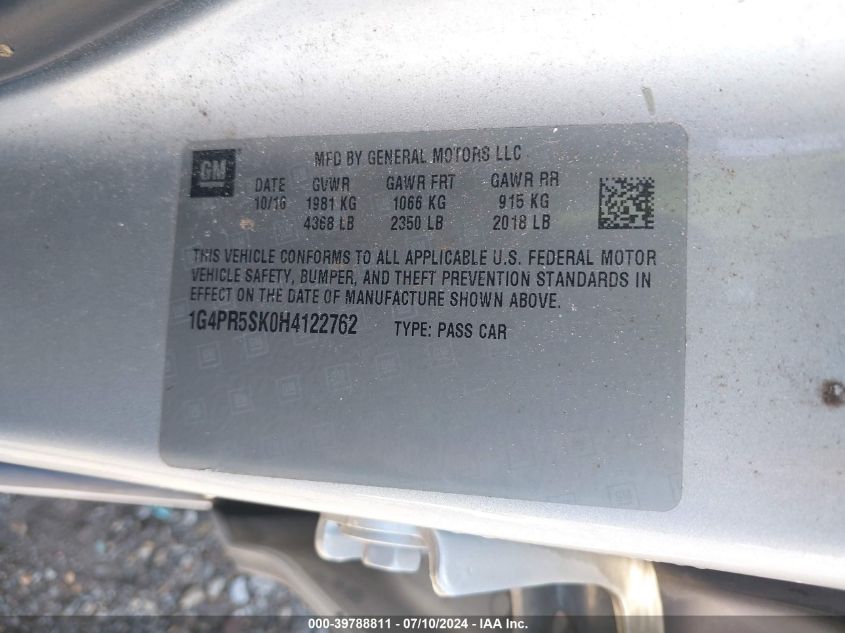 GM
MFD BY GENERAL MOTORS LLC
DATE GVWR GAWR FRT GAWR RR
10/16 1981 KG 1066 KG 915 KG
4368 LB 2350 LB 2018 LB
THIS VEHICLE CONFORMS TO ALL APPLICABLE U.S. FEDERAL MOTOR
VEHICLE SAFETY, BUMPER, AND THEFT PREVENTION STANDARDS IN
EFFECT ON THE DATE OF MANUFACTURE SHOWN ABOVE.
1G4PR5SK0H4122762 TYPE: PASS CAR
000-39788811 - 07/10/2024 - IAA Inc.